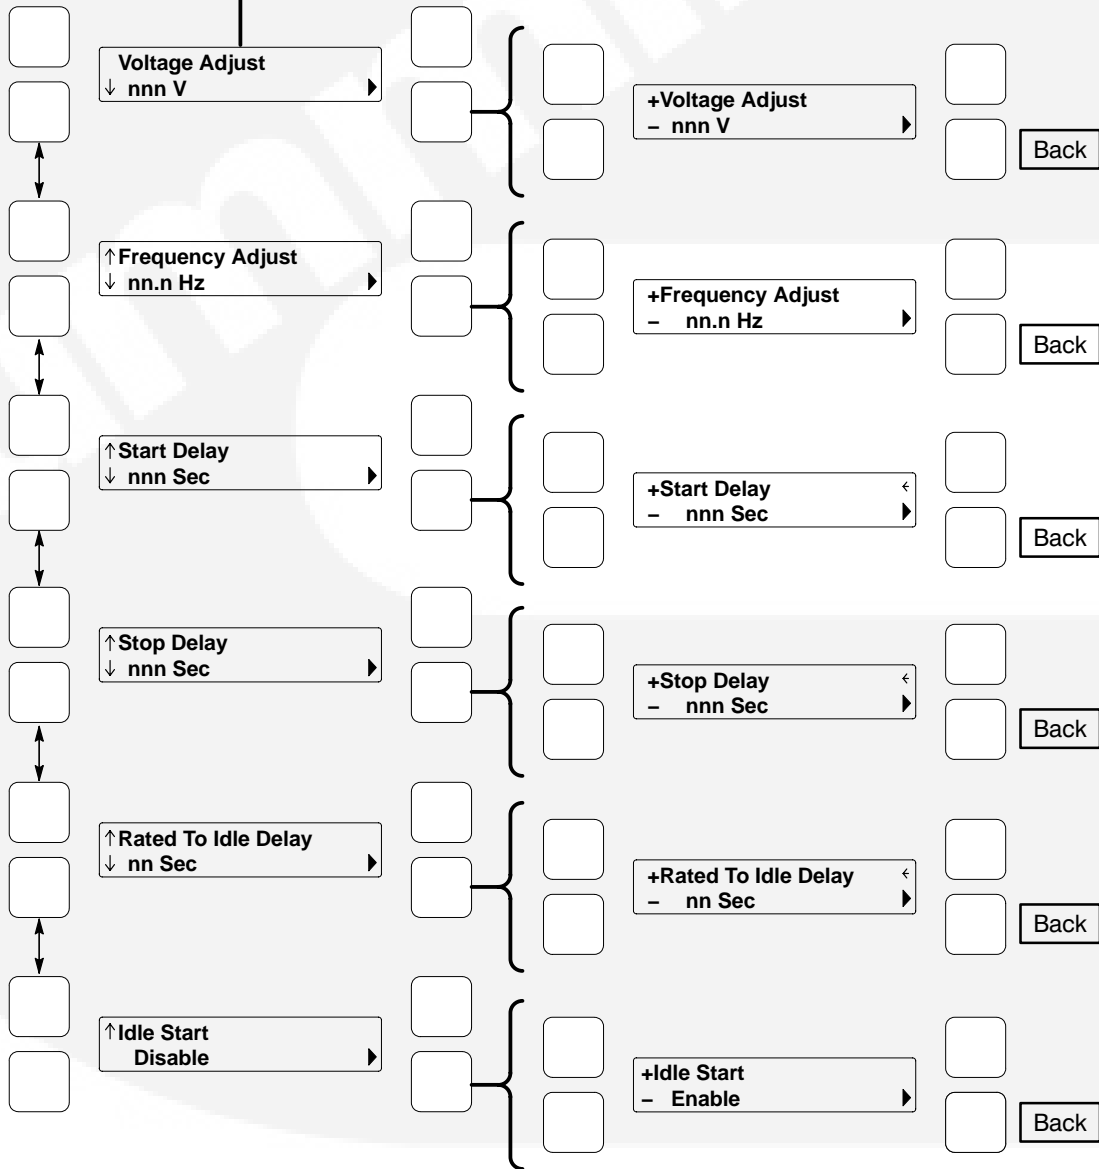 Voltage Adjust
↓ nnn V
+Voltage Adjust
– nnn V
Back
↑Frequency Adjust
↓ nn.n Hz
+Frequency Adjust
– nn.n Hz
Back
↑Start Delay
↓ nnn Sec
+Start Delay ←
– nnn Sec
Back
↑Stop Delay
↓ nnn Sec
+Stop Delay ←
– nnn Sec
Back
↑Rated To Idle Delay
↓ nn Sec
+Rated To Idle Delay ←
– nn Sec
Back
↑Idle Start
Disable
+Idle Start
– Enable
Back